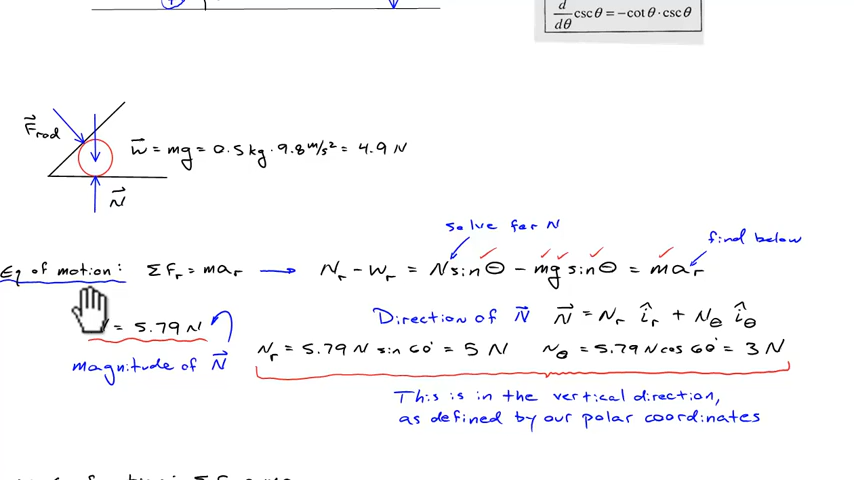 d/dθ cscθ = −cotθ·cscθ
F⃗rod
W⃗ = mg = 0.5 kg · 9.8 m/s² = 4.9 N
N⃗
solve for N
find below
Eq of motion: ΣFr = mar → Nr − Wr = N sin Θ − mg sin Θ = mar
= 5.79 N
Direction of N⃗ N⃗ = Nr îr + NΘ îΘ
magnitude of N⃗
Nr = 5.79 N sin 60° = 5 N NΘ = 5.79 N cos 60° = 3 N
This is in the vertical direction,
as defined by our polar coordinates